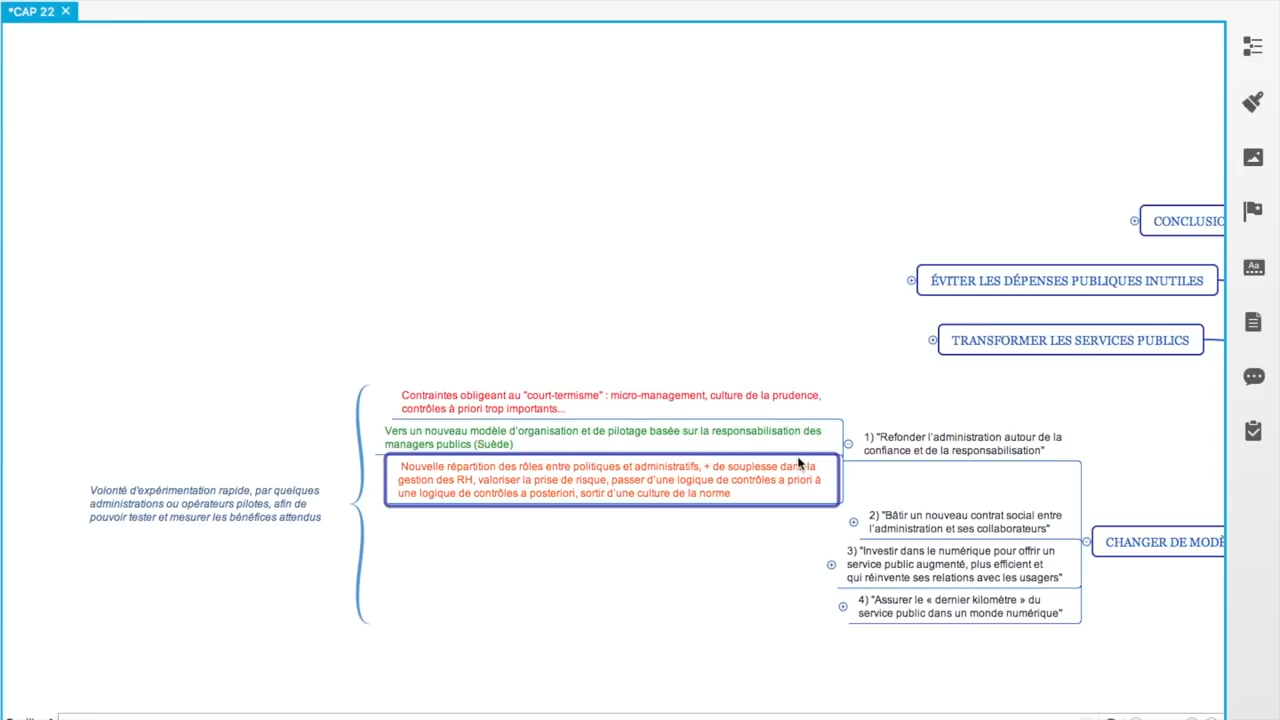 *CAP 22
Aa
CONCLUSIO
ÉVITER LES DÉPENSES PUBLIQUES INUTILES
TRANSFORMER LES SERVICES PUBLICS
Contraintes obligeant au "court-termisme" : micro-management, culture de la prudence,
contrôles à priori trop importants...
Vers un nouveau modèle d'organisation et de pilotage basée sur la responsabilisation des
managers publics (Suède)
Nouvelle répartition des rôles entre politiques et administratifs, + de souplesse dans la
gestion des RH, valoriser la prise de risque, passer d'une logique de contrôles a priori à
une logique de contrôles a posteriori, sortir d'une culture de la norme
Volonté d'expérimentation rapide, par quelques
administrations ou opérateurs pilotes, afin de
pouvoir tester et mesurer les bénéfices attendus
1) "Refonder l'administration autour de la
confiance et de la responsabilisation"
2) "Bâtir un nouveau contrat social entre
l'administration et ses collaborateurs"
3) "Investir dans le numérique pour offrir un
service public augmenté, plus efficient et
qui réinvente ses relations avec les usagers"
4) "Assurer le « dernier kilomètre » du
service public dans un monde numérique"
CHANGER DE MODÈ